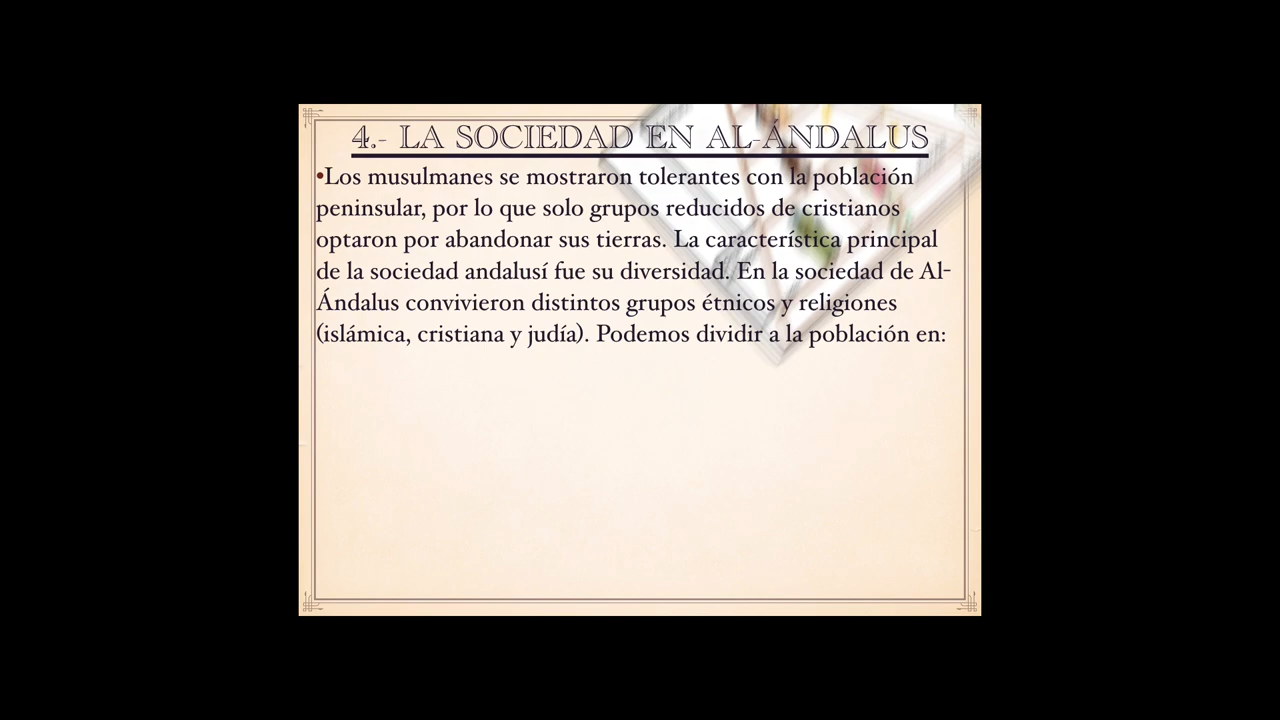 4.- LA SOCIEDAD EN AL-ÁNDALUS
•Los musulmanes se mostraron tolerantes con la población
peninsular, por lo que solo grupos reducidos de cristianos
optaron por abandonar sus tierras. La característica principal
de la sociedad andalusí fue su diversidad. En la sociedad de Al-
Ándalus convivieron distintos grupos étnicos y religiones
(islámica, cristiana y judía). Podemos dividir a la población en: